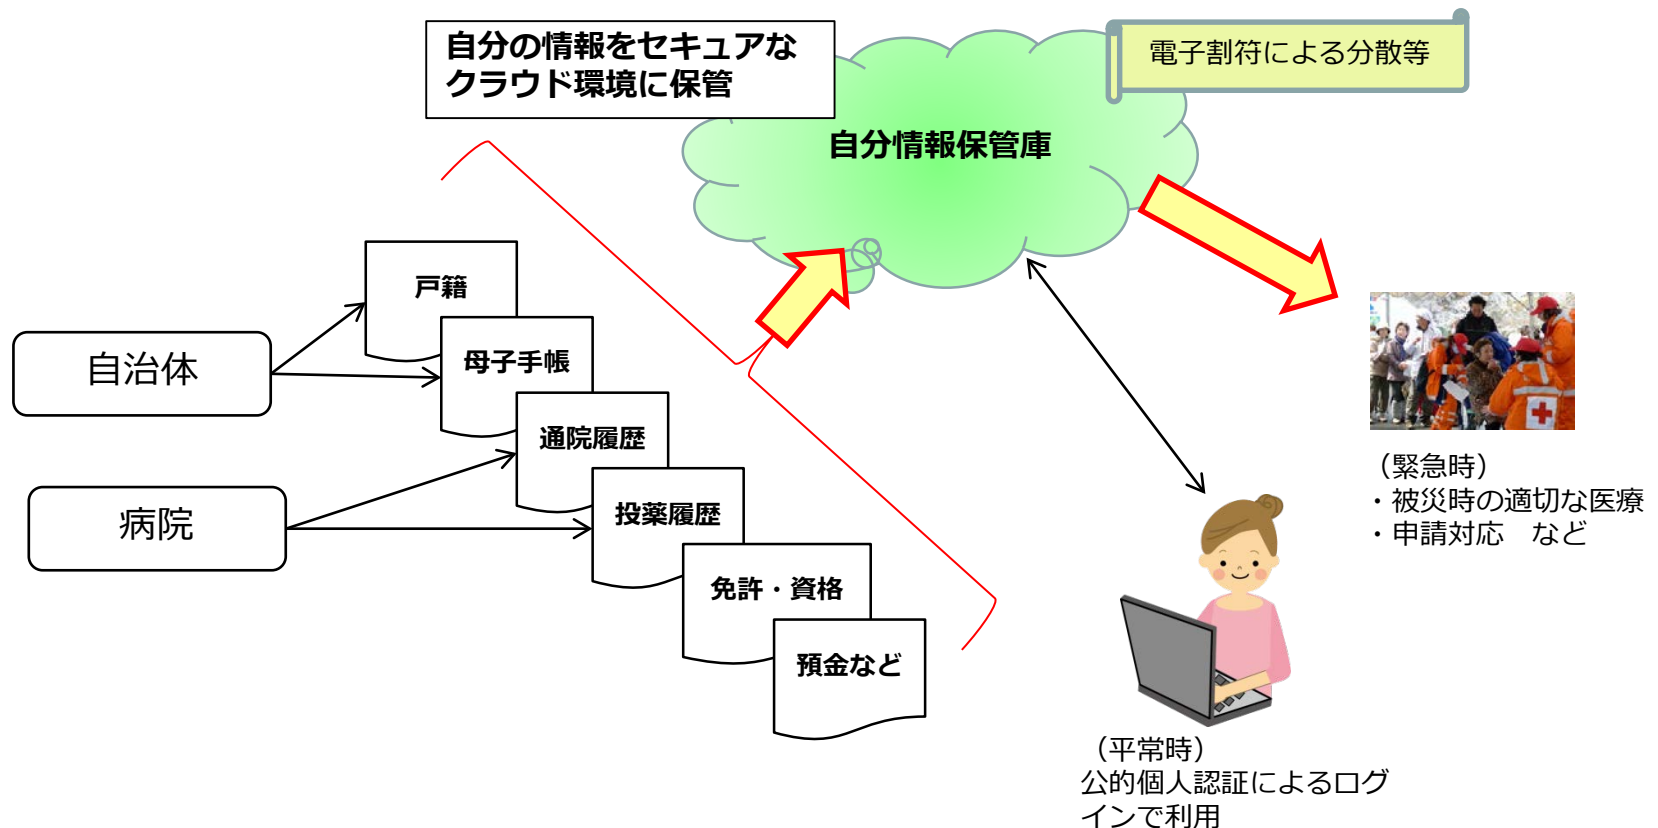 自分の情報をセキュアな
クラウド環境に保管
電子割符による分散等
自分情報保管庫
戸籍
自治体
母子手帳
通院履歴
病院
投薬履歴
免許・資格
預金など
（緊急時）
・被災時の適切な医療
・申請対応　など
（平常時）
公的個人認証によるログ
インで利用